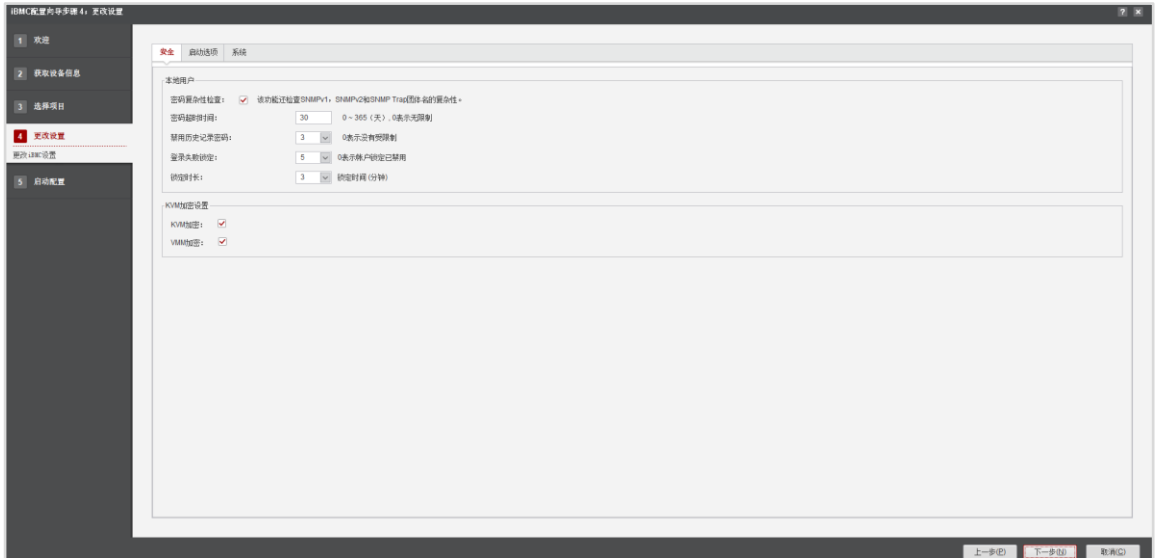 iBMC配置向导步骤 4：更改设置
? ×
1 欢迎
2 获取设备信息
3 选择项目
4 更改设置
更改iBMC设置
5 启动配置
安全 启动选项 系统
本地用户
密码复杂性检查： 该功能还检查SNMPv1，SNMPv2和SNMP Trap团体名的复杂性。
密码超时时间： 30 0～365（天）,0表示无限制
禁用历史记录密码： 3 0表示没有受限制
登录失败锁定： 5 0表示帐户锁定已禁用
锁定时长： 3 锁定时间(分钟)
KVM加密设置
KVM加密：
VMM加密：
上一步(P) 下一步(N) 取消(C)